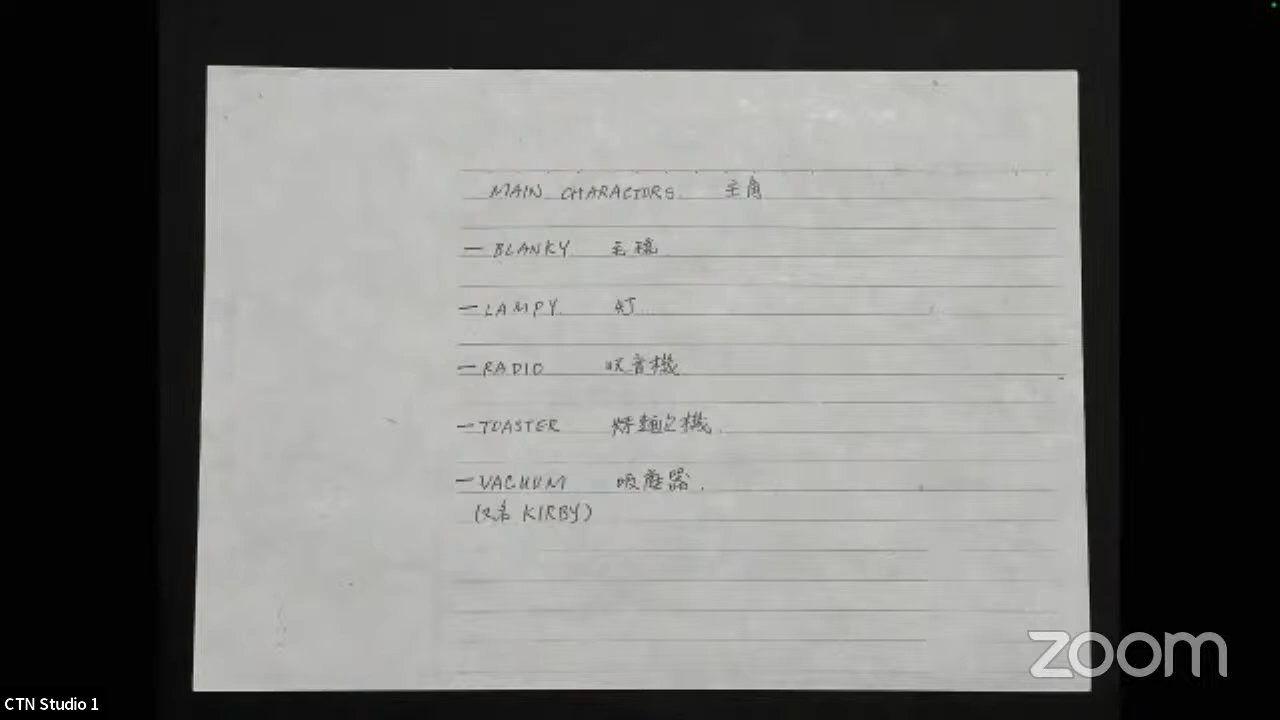 MAIN CHARACTORS. 主角
— BLANKY. 毛毯
— LAMPY. 灯
— RADIO 收音機
— TOASTER 烤麵包機.
— VACUUM 吸塵器.
(又名 KIRBY)
zoom
CTN Studio 1